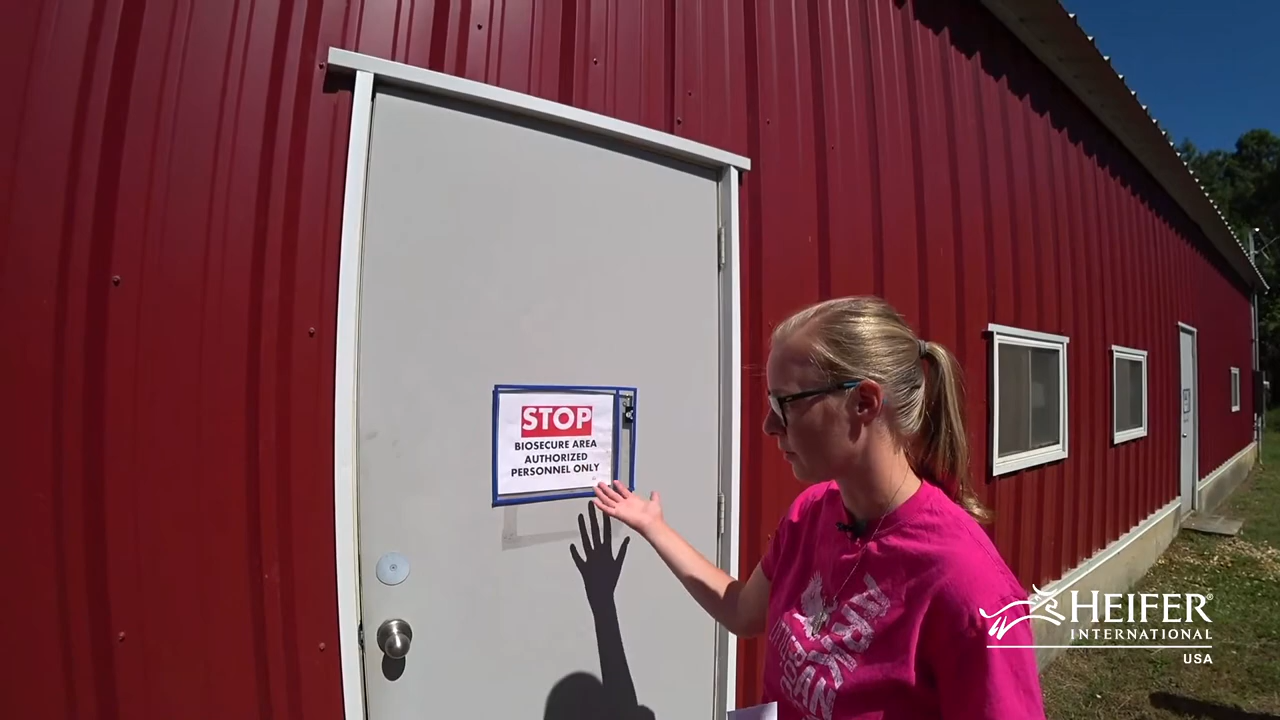 STOP
BIOSECURE AREA
AUTHORIZED
PERSONNEL ONLY
HEIFER®
INTERNATIONAL
USA